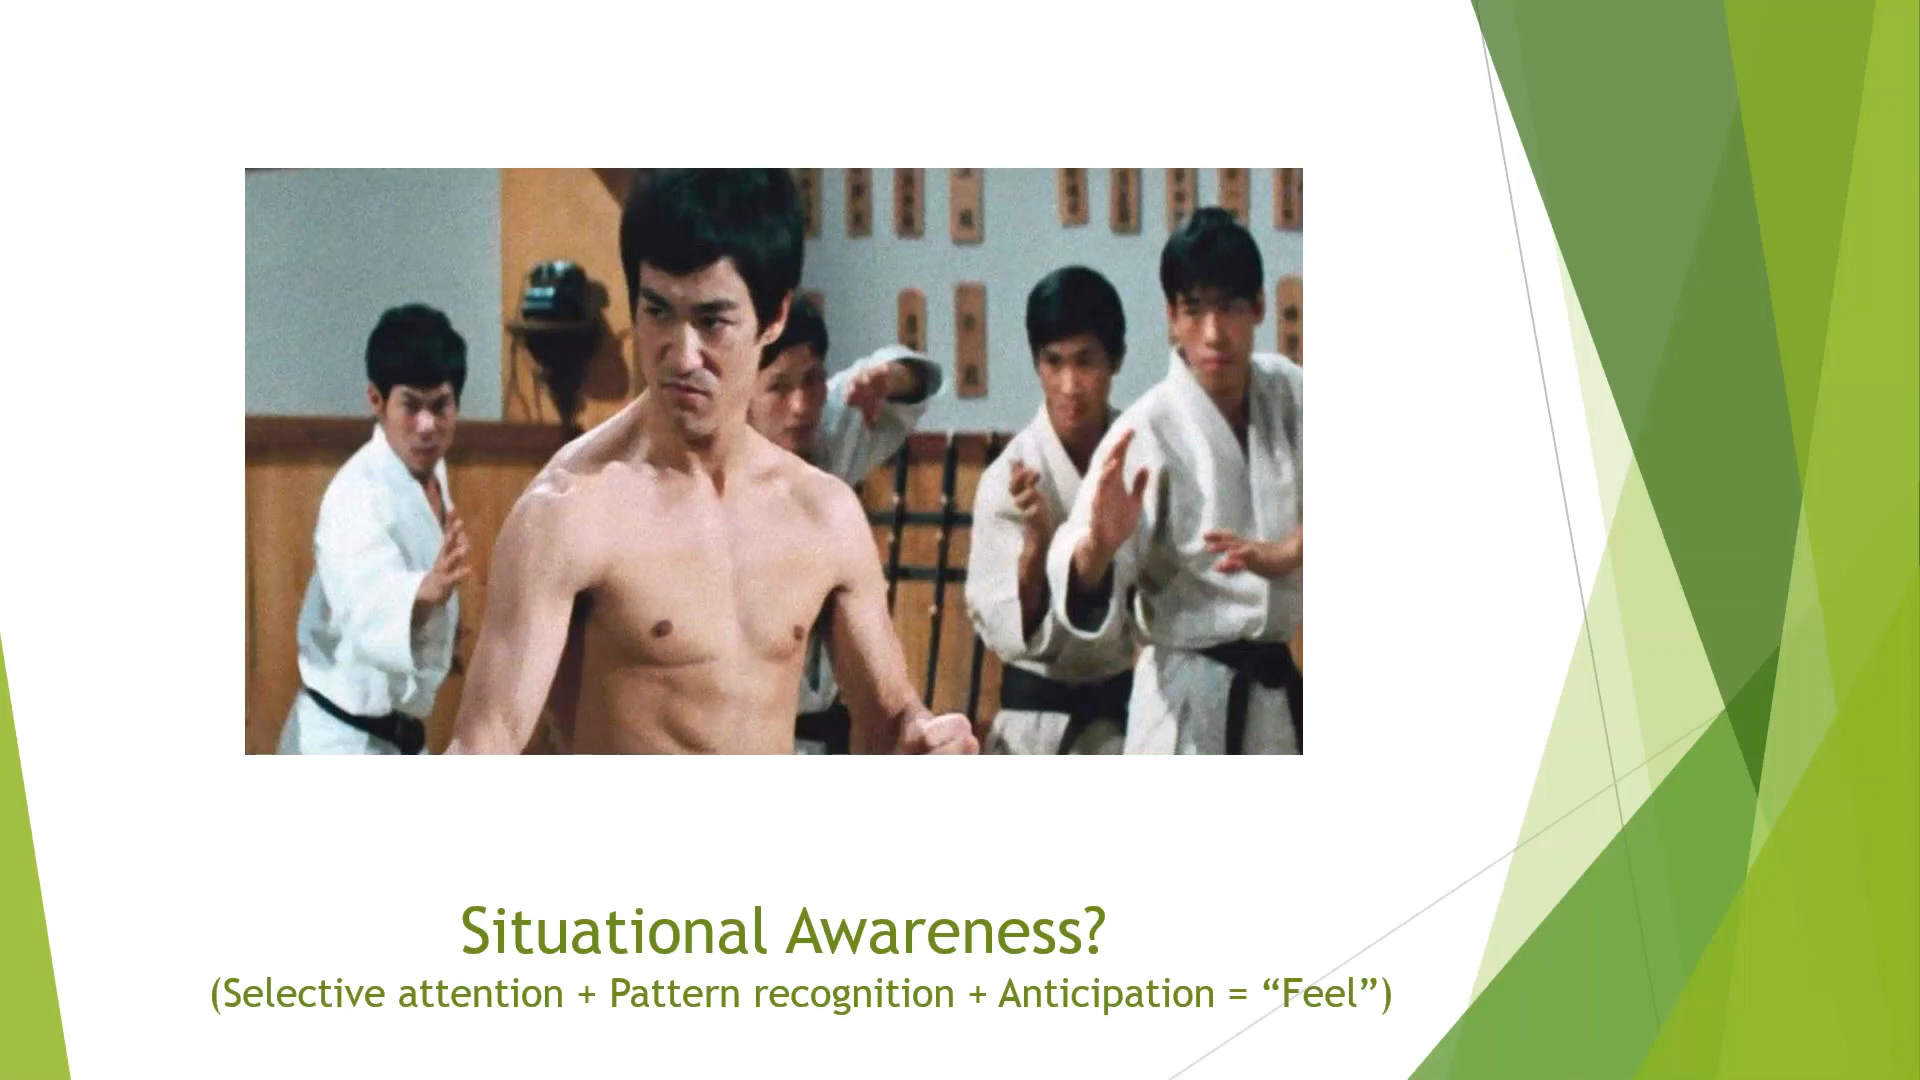 Situational Awareness?
(Selective attention + Pattern recognition + Anticipation = “Feel”)